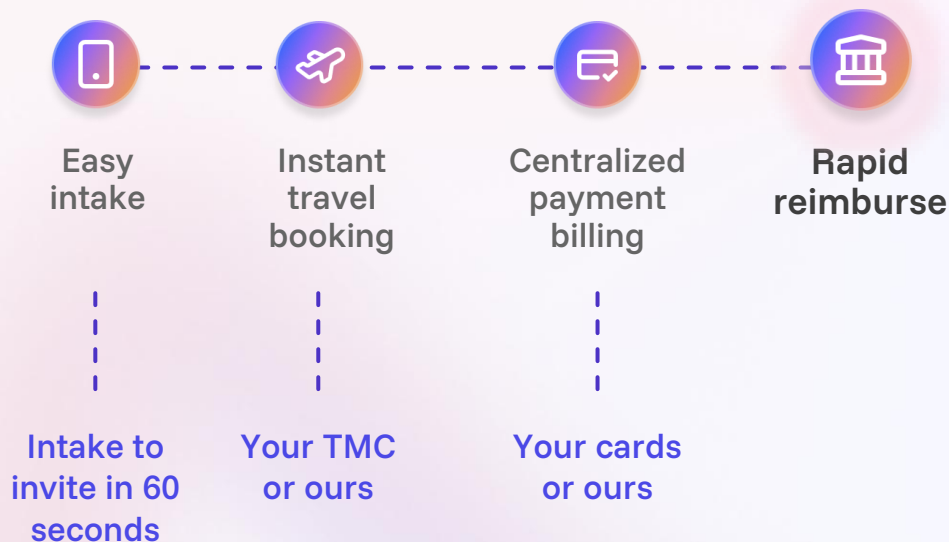 Easy
intake
Instant
travel
booking
Centralized
payment
billing
Rapid
reimburse
Intake to
invite in 60
seconds
Your TMC
or ours
Your cards
or ours